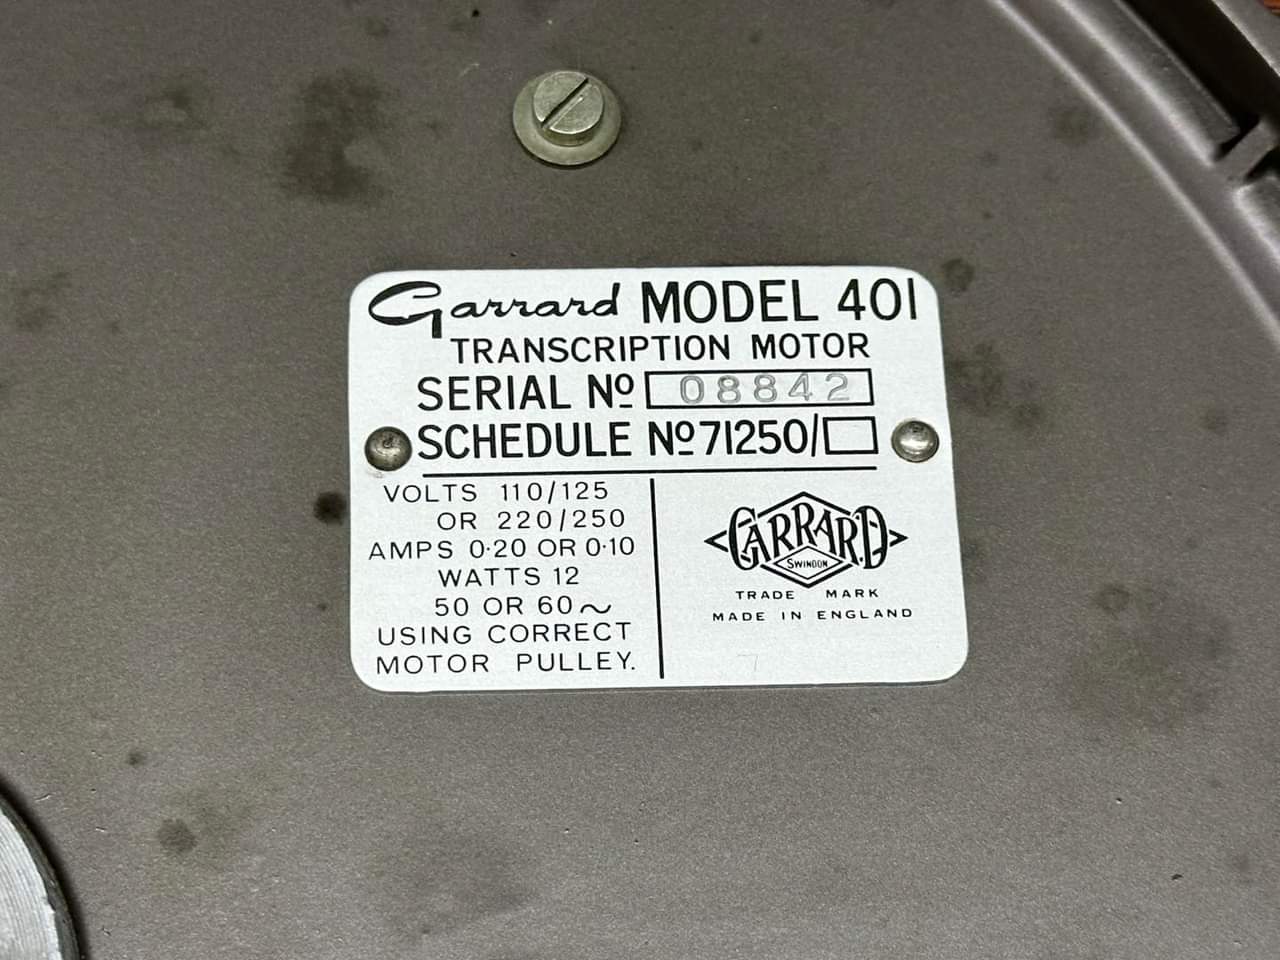 Garrard MODEL 401
TRANSCRIPTION MOTOR
SERIAL Nº 08842
SCHEDULE Nº 71250/
VOLTS 110/125
OR 220/250
AMPS 0·20 OR 0·10
WATTS 12
50 OR 60~
USING CORRECT
MOTOR PULLEY.
GARRARD
SWINDON
TRADE MARK
MADE IN ENGLAND